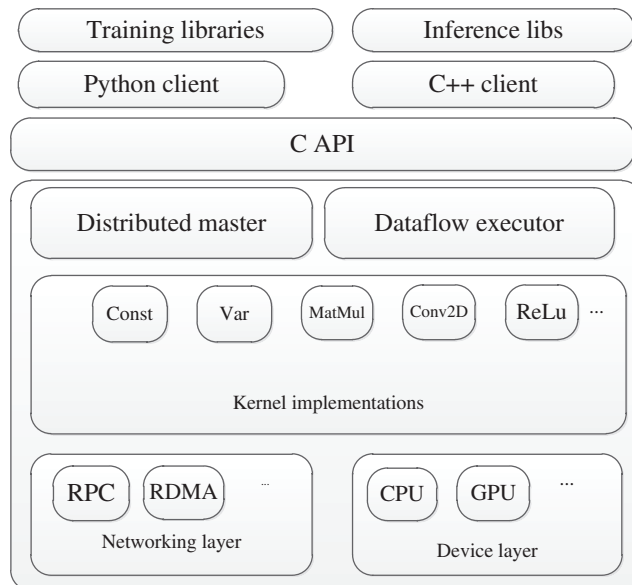 Training libraries
Inference libs
Python client
C++ client
C API
Distributed master
Dataflow executor
Const
Var
MatMul
Conv2D
ReLu
...
Kernel implementations
RPC
RDMA
...
Networking layer
CPU
GPU
...
Device layer